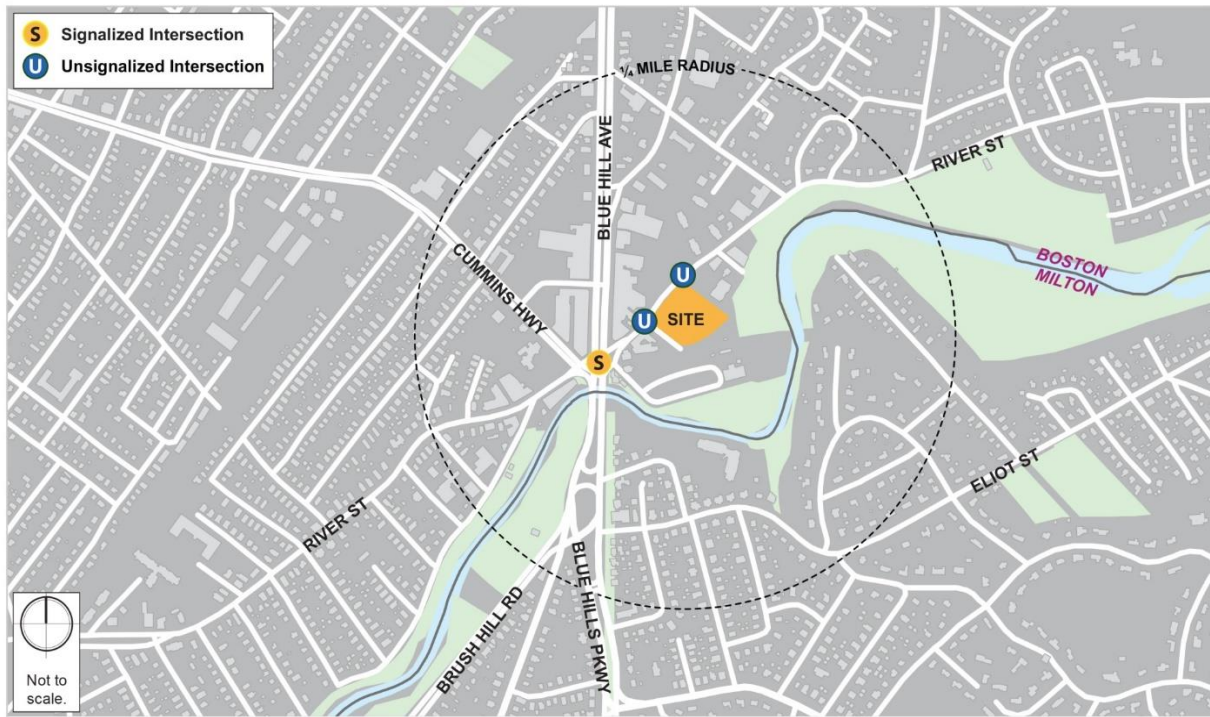 S Signalized Intersection
U Unsignalized Intersection
¼ MILE RADIUS
BLUE HILL AVE
RIVER ST
CUMMINS HWY
U
BOSTON
MILTON
U SITE
S
ELIOT ST
RIVER ST
BRUSH HILL RD
BLUE HILLS PKWY
Not to
scale.